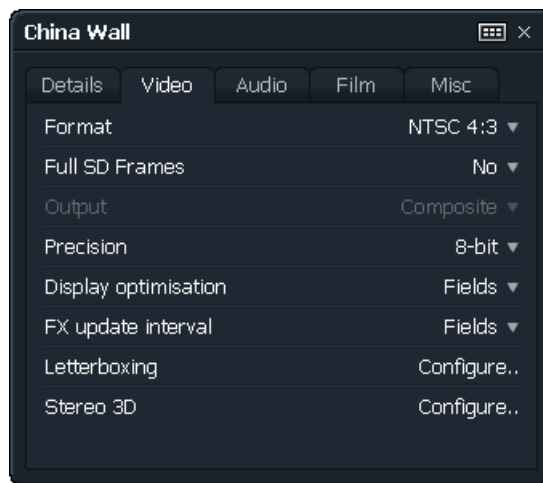 China Wall
Details Video Audio Film Misc
Format NTSC 4:3
Full SD Frames No
Output Composite
Precision 8-bit
Display optimisation Fields
FX update interval Fields
Letterboxing Configure..
Stereo 3D Configure..